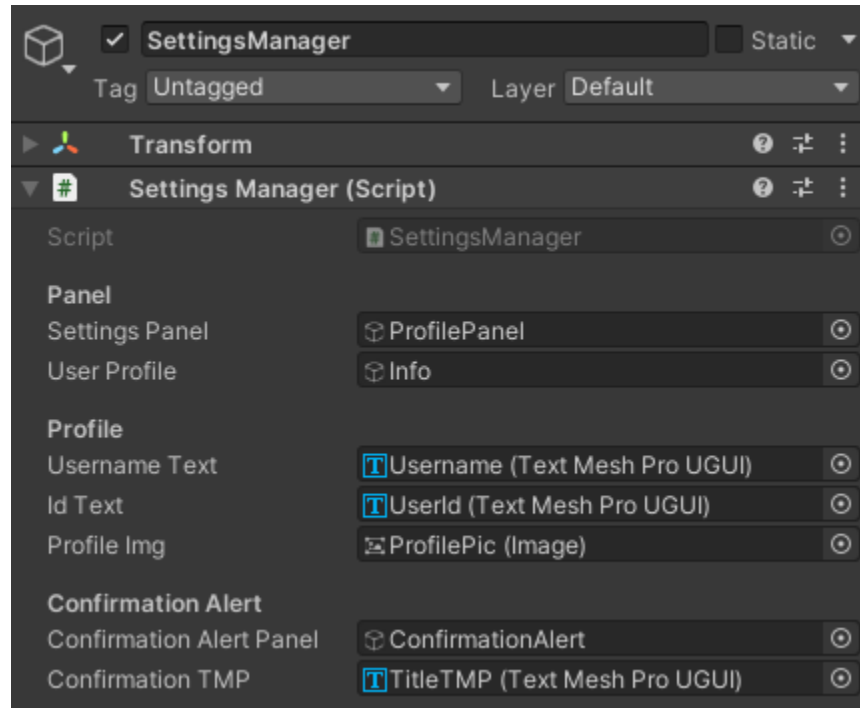 SettingsManager Static
Tag Untagged Layer Default
Transform
# Settings Manager (Script)
Script # SettingsManager
Panel
Settings Panel ProfilePanel
User Profile Info
Profile
Username Text T Username (Text Mesh Pro UGUI)
Id Text T UserId (Text Mesh Pro UGUI)
Profile Img ProfilePic (Image)
Confirmation Alert
Confirmation Alert Panel ConfirmationAlert
Confirmation TMP T TitleTMP (Text Mesh Pro UGUI)